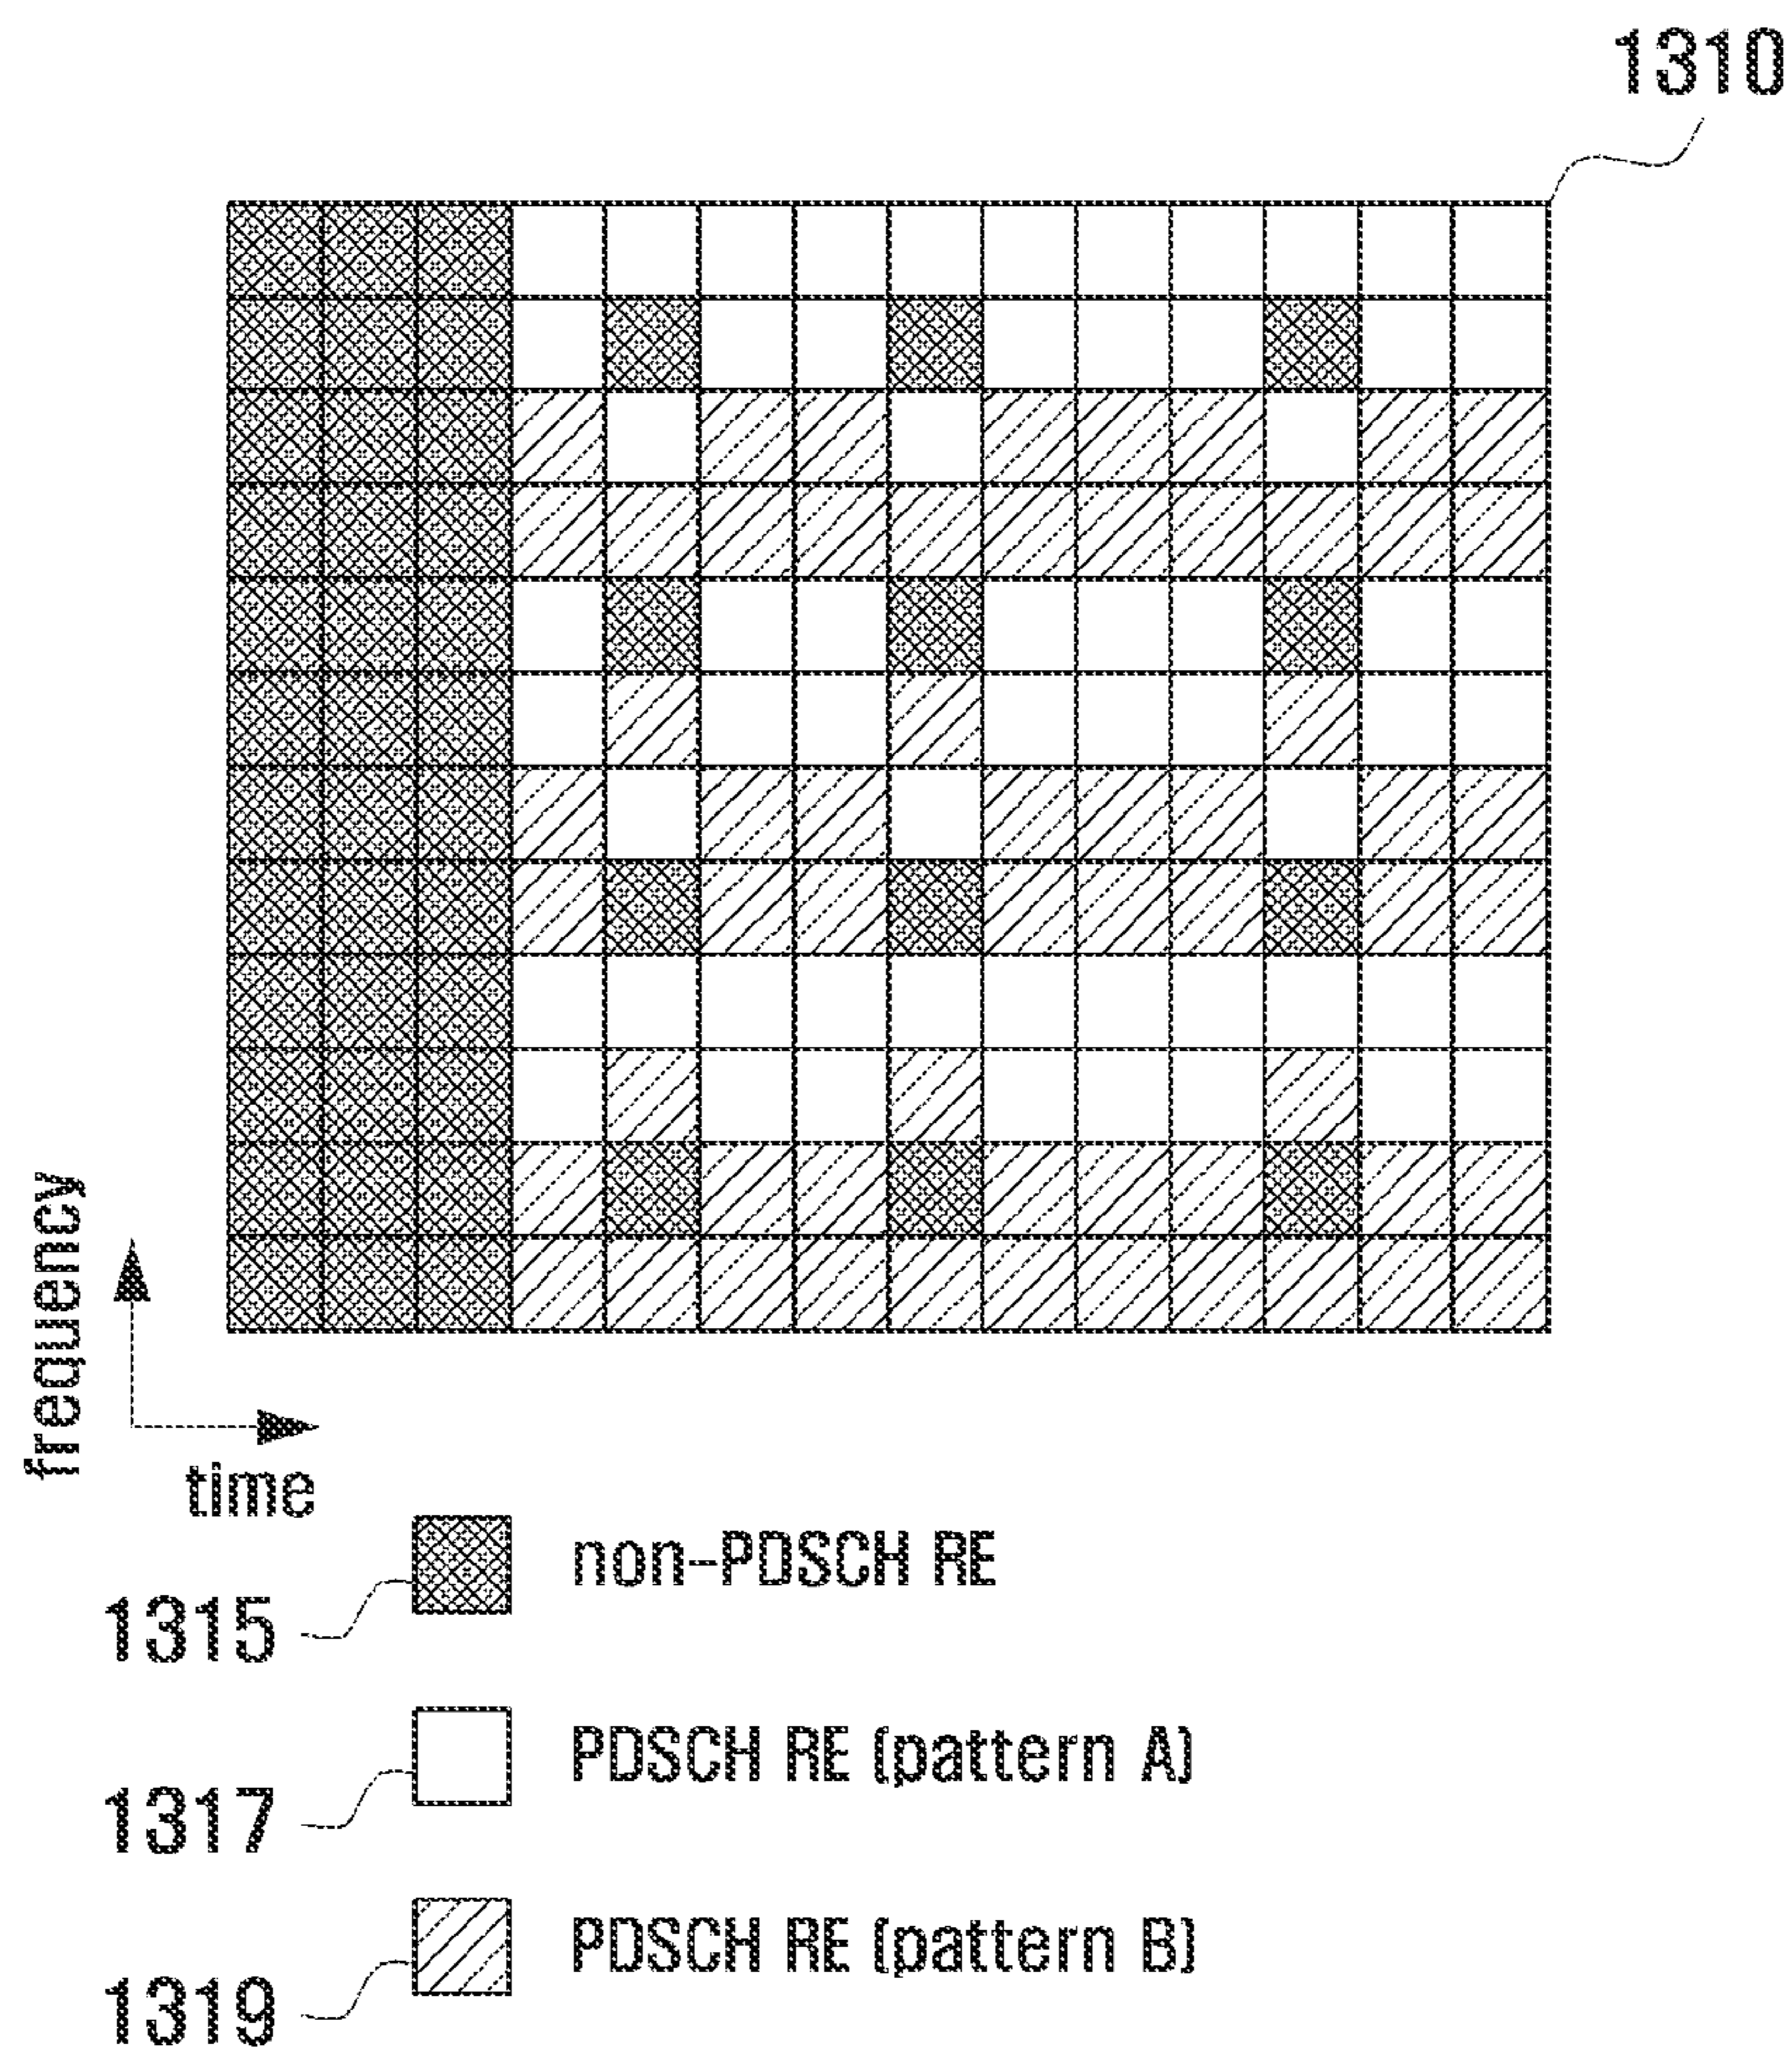 1310
frequency
time
1315
non-PDSCH RE
1317
PDSCH RE (pattern A)
1319
PDSCH RE (pattern B)